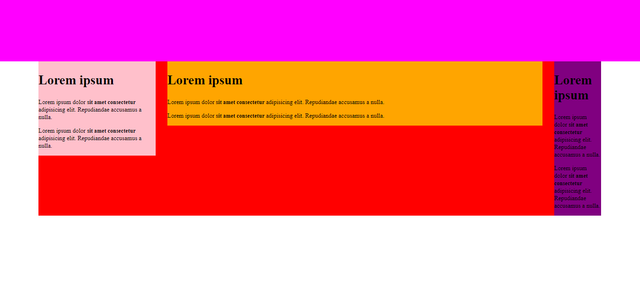 Lorem ipsum
Lorem ipsum dolor sit amet consectetur
adipisicing elit. Repudiandae accusamus a
nulla.
Lorem ipsum dolor sit amet consectetur
adipisicing elit. Repudiandae accusamus a
nulla.
Lorem ipsum
Lorem ipsum dolor sit amet consectetur adipisicing elit. Repudiandae accusamus a nulla.
Lorem ipsum dolor sit amet consectetur adipisicing elit. Repudiandae accusamus a nulla.
Lorem
ipsum
Lorem ipsum
dolor sit amet
consectetur
adipisicing elit.
Repudiandae
accusamus a nulla.
Lorem ipsum
dolor sit amet
consectetur
adipisicing elit.
Repudiandae
accusamus a nulla.